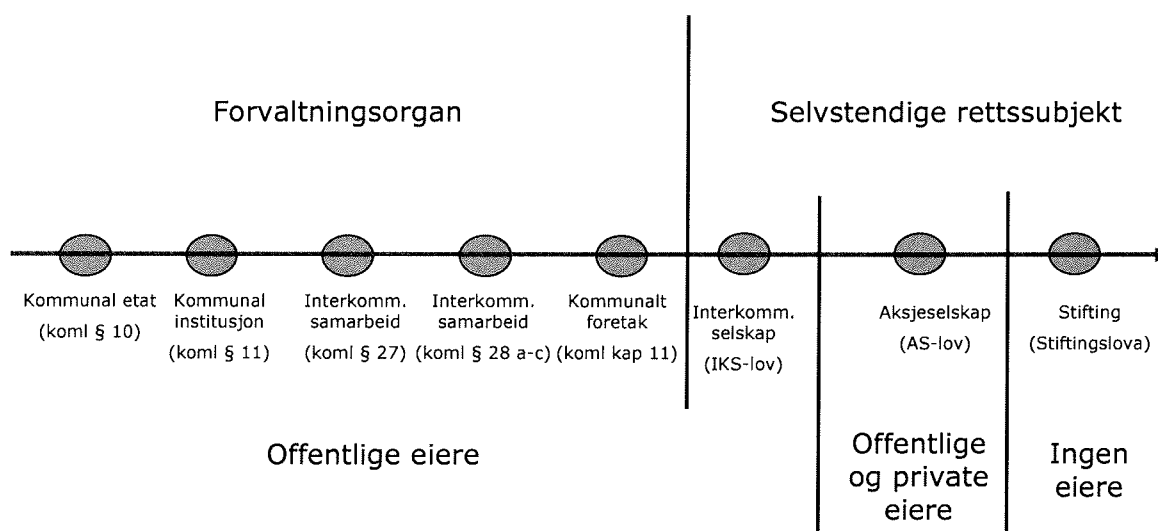 Forvaltningsorgan
Selvstendige rettssubjekt
Kommunal etat
(koml § 10)
Kommunal
institusjon
(koml § 11)
Interkomm.
samarbeid
(koml § 27)
Interkomm.
samarbeid
(koml § 28 a-c)
Kommunalt
foretak
(koml kap 11)
Interkomm.
selskap
(IKS-lov)
Aksjeselskap
(AS-lov)
Stifting
(Stiftingslova)
Offentlige eiere
Offentlige
og private
eiere
Ingen
eiere